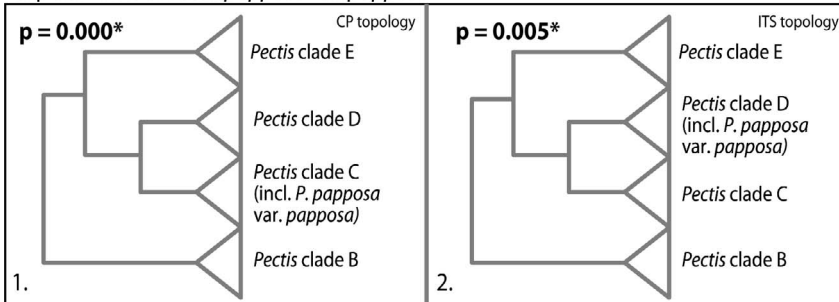 p = 0.000*
CP topology
Pectis clade E
Pectis clade D
Pectis clade C
(incl. P. papposa
var. papposa)
Pectis clade B
1.
p = 0.005*
ITS topology
Pectis clade E
Pectis clade D
(incl. P. papposa
var. papposa)
Pectis clade C
Pectis clade B
2.